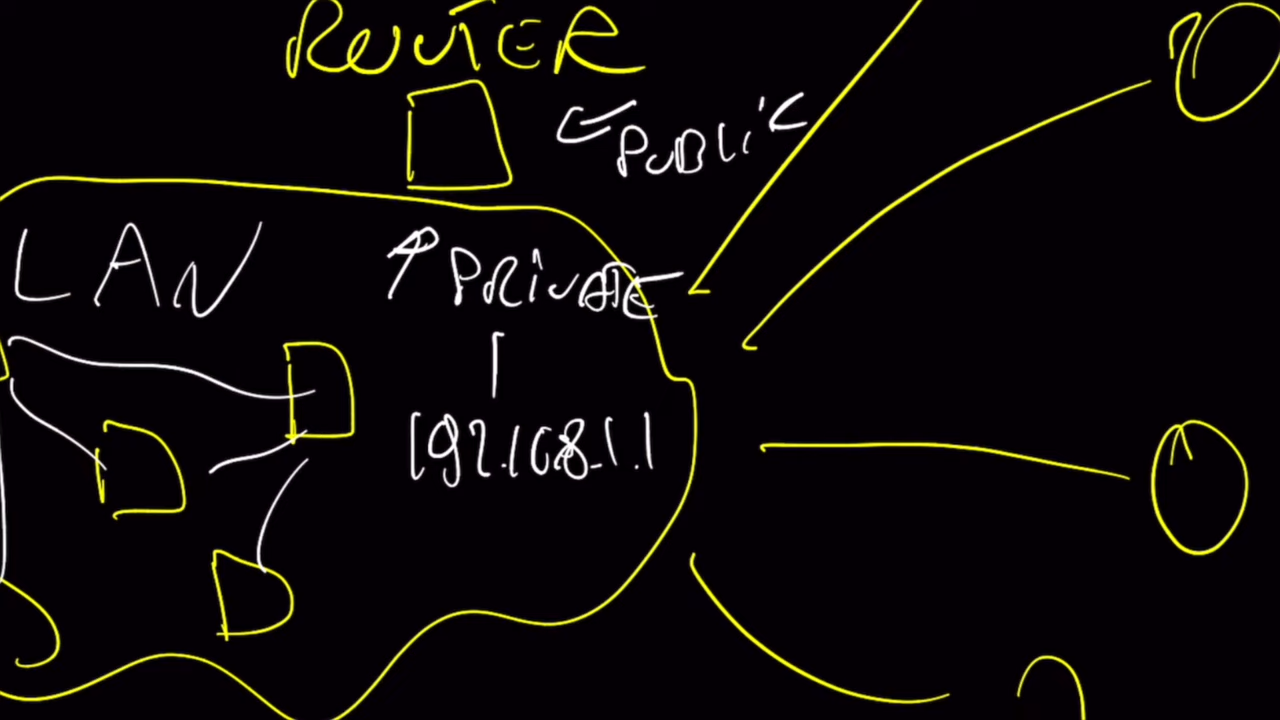 ROUTER
PUBLIC
LAN
PRIVATE
192.168.1.1